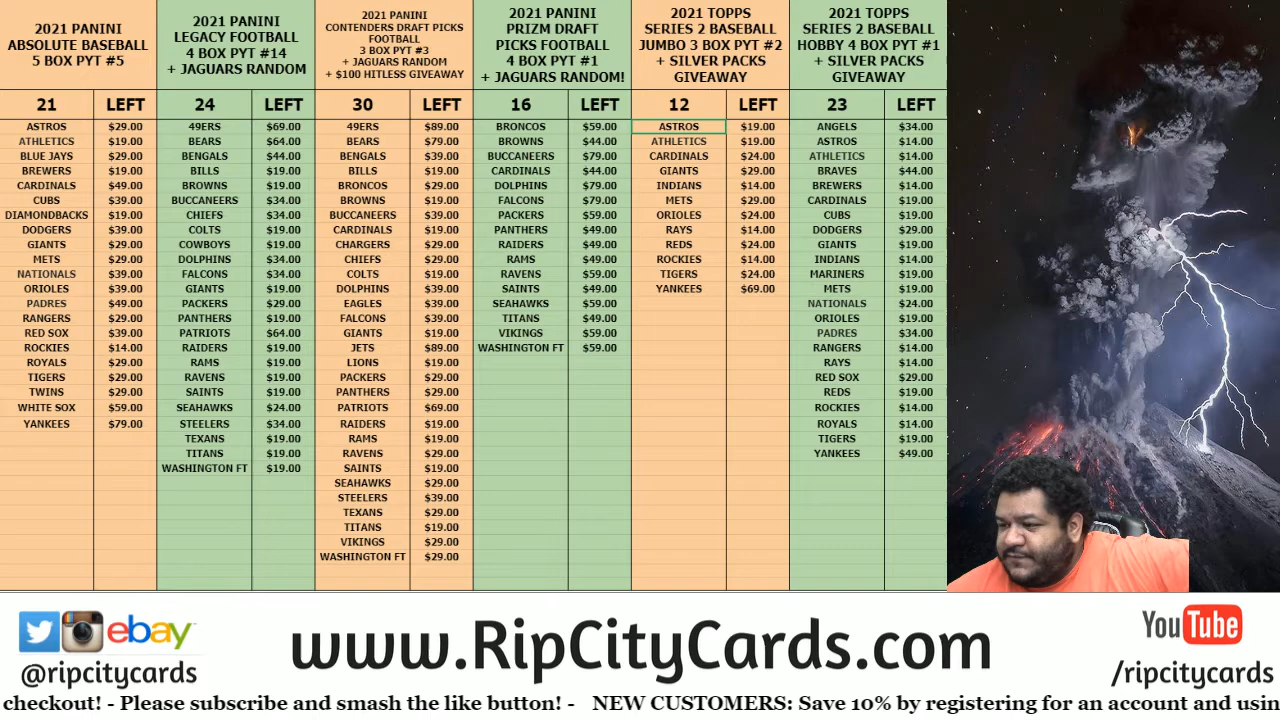 2021 PANINI
ABSOLUTE BASEBALL
5 BOX PYT #5
21 LEFT
ASTROS $29.00
ATHLETICS $19.00
BLUE JAYS $29.00
BREWERS $19.00
CARDINALS $49.00
CUBS $39.00
DIAMONDBACKS $19.00
DODGERS $39.00
GIANTS $29.00
METS $29.00
NATIONALS $39.00
ORIOLES $39.00
PADRES $49.00
RANGERS $29.00
RED SOX $39.00
ROCKIES $14.00
ROYALS $29.00
TIGERS $29.00
TWINS $29.00
WHITE SOX $59.00
YANKEES $79.00
2021 PANINI
LEGACY FOOTBALL
4 BOX PYT #14
+ JAGUARS RANDOM
24 LEFT
49ERS $69.00
BEARS $64.00
BENGALS $44.00
BILLS $19.00
BROWNS $19.00
BUCCANEERS $34.00
CHIEFS $34.00
COLTS $19.00
COWBOYS $19.00
DOLPHINS $34.00
FALCONS $34.00
GIANTS $19.00
PACKERS $29.00
PANTHERS $19.00
PATRIOTS $64.00
RAIDERS $19.00
RAMS $19.00
RAVENS $19.00
SAINTS $19.00
SEAHAWKS $24.00
STEELERS $34.00
TEXANS $19.00
TITANS $19.00
WASHINGTON FT $19.00
2021 PANINI
CONTENDERS DRAFT PICKS
FOOTBALL
3 BOX PYT #3
+ JAGUARS RANDOM
+ $100 HITLESS GIVEAWAY
30 LEFT
49ERS $89.00
BEARS $79.00
BENGALS $39.00
BILLS $19.00
BRONCOS $29.00
BROWNS $19.00
BUCCANEERS $39.00
CARDINALS $19.00
CHARGERS $29.00
CHIEFS $29.00
COLTS $19.00
DOLPHINS $39.00
EAGLES $39.00
FALCONS $39.00
GIANTS $19.00
JETS $89.00
LIONS $19.00
PACKERS $29.00
PANTHERS $29.00
PATRIOTS $69.00
RAIDERS $19.00
RAMS $19.00
RAVENS $29.00
SAINTS $19.00
SEAHAWKS $29.00
STEELERS $39.00
TEXANS $29.00
TITANS $19.00
VIKINGS $29.00
WASHINGTON FT $29.00
2021 PANINI
PRIZM DRAFT
PICKS FOOTBALL
4 BOX PYT #1
+ JAGUARS RANDOM!
16 LEFT
BRONCOS $59.00
BROWNS $44.00
BUCCANEERS $79.00
CARDINALS $44.00
DOLPHINS $79.00
FALCONS $79.00
PACKERS $59.00
PANTHERS $49.00
RAIDERS $49.00
RAMS $49.00
RAVENS $59.00
SAINTS $49.00
SEAHAWKS $59.00
TITANS $49.00
VIKINGS $59.00
WASHINGTON FT $59.00
2021 TOPPS
SERIES 2 BASEBALL
JUMBO 3 BOX PYT #2
+ SILVER PACKS
GIVEAWAY
12 LEFT
ASTROS $19.00
ATHLETICS $19.00
CARDINALS $24.00
GIANTS $29.00
INDIANS $14.00
METS $29.00
ORIOLES $24.00
RAYS $14.00
REDS $24.00
ROCKIES $14.00
TIGERS $24.00
YANKEES $69.00
2021 TOPPS
SERIES 2 BASEBALL
HOBBY 4 BOX PYT #1
+ SILVER PACKS
GIVEAWAY
23 LEFT
ANGELS $34.00
ASTROS $14.00
ATHLETICS $14.00
BRAVES $44.00
BREWERS $14.00
CARDINALS $19.00
CUBS $19.00
DODGERS $29.00
GIANTS $19.00
INDIANS $14.00
MARINERS $19.00
METS $19.00
NATIONALS $24.00
ORIOLES $19.00
PADRES $34.00
RANGERS $14.00
RAYS $14.00
RED SOX $29.00
REDS $19.00
ROCKIES $14.00
ROYALS $14.00
TIGERS $19.00
YANKEES $49.00
ebay
@ripcitycards
www.RipCityCards.com
YouTube
/ripcitycards
checkout! - Please subscribe and smash the like button! - NEW CUSTOMERS: Save 10% by registering for an account and usin